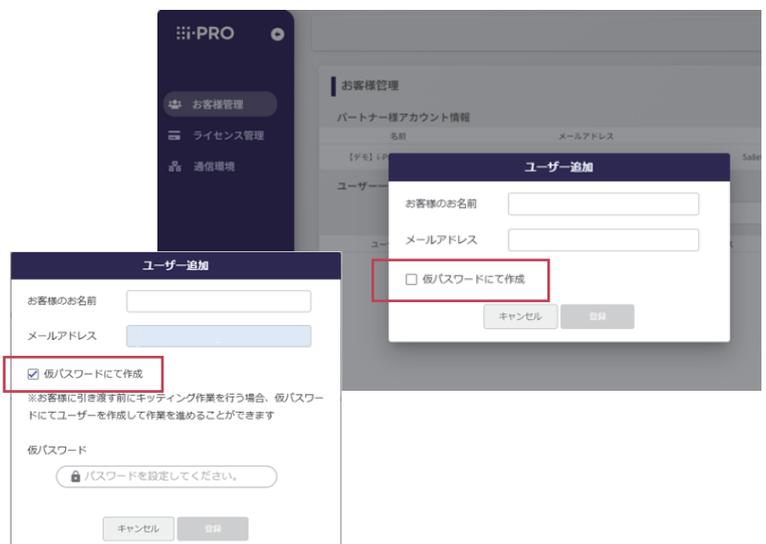 i-PRO
お客様管理
ライセンス管理
通信環境
お客様管理
パートナー様アカウント情報
名前 メールアドレス
【デモ】i-P
ユーザー一
ユー
ユーザー追加
お客様のお名前
メールアドレス
仮パスワードにて作成
キャンセル 登録
ユーザー追加
お客様のお名前
メールアドレス
仮パスワードにて作成
※お客様に引き渡す前にキッティング作業を行う場合、仮パスワー
ドにてユーザーを作成して作業を進めることができます
仮パスワード
パスワードを設定してください。
キャンセル 登録